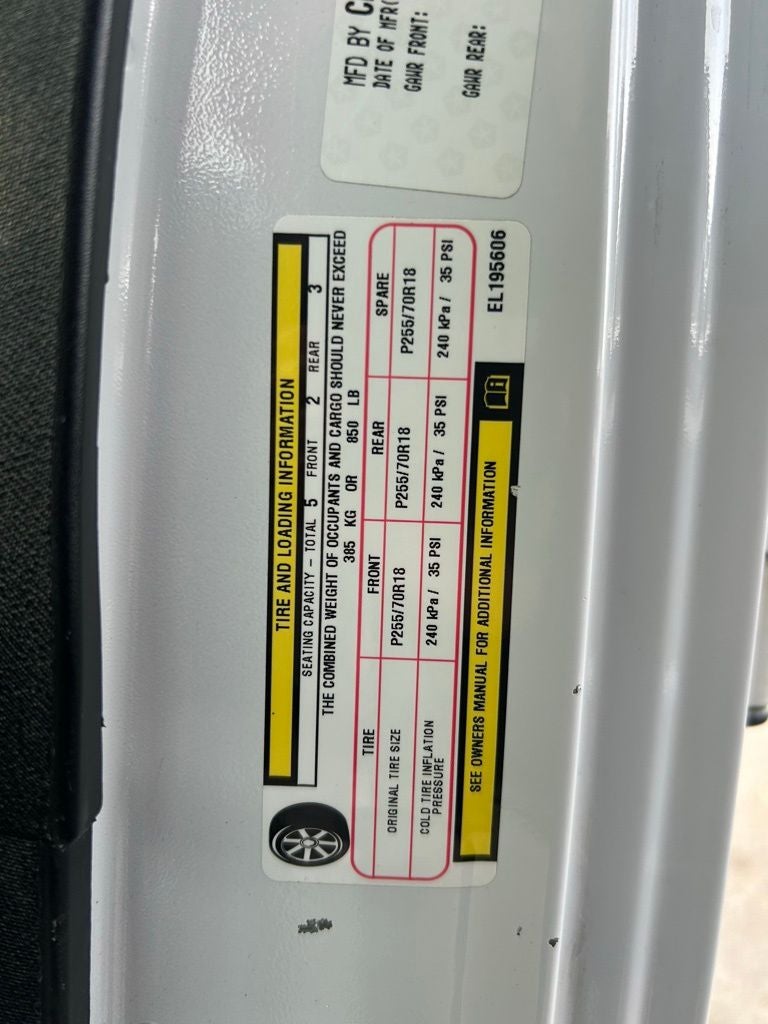 MFD BY
DATE OF MFR
GAWR FRONT:
GAWR REAR:
TIRE AND LOADING INFORMATION
SEATING CAPACITY – TOTAL 5 FRONT 2 REAR 3
THE COMBINED WEIGHT OF OCCUPANTS AND CARGO SHOULD NEVER EXCEED
385 KG OR 850 LB
TIRE FRONT REAR SPARE
ORIGINAL TIRE SIZE P255/70R18 P255/70R18 P255/70R18
COLD TIRE INFLATION PRESSURE 240 kPa / 35 PSI 240 kPa / 35 PSI 240 kPa / 35 PSI
SEE OWNERS MANUAL FOR ADDITIONAL INFORMATION
EL195606